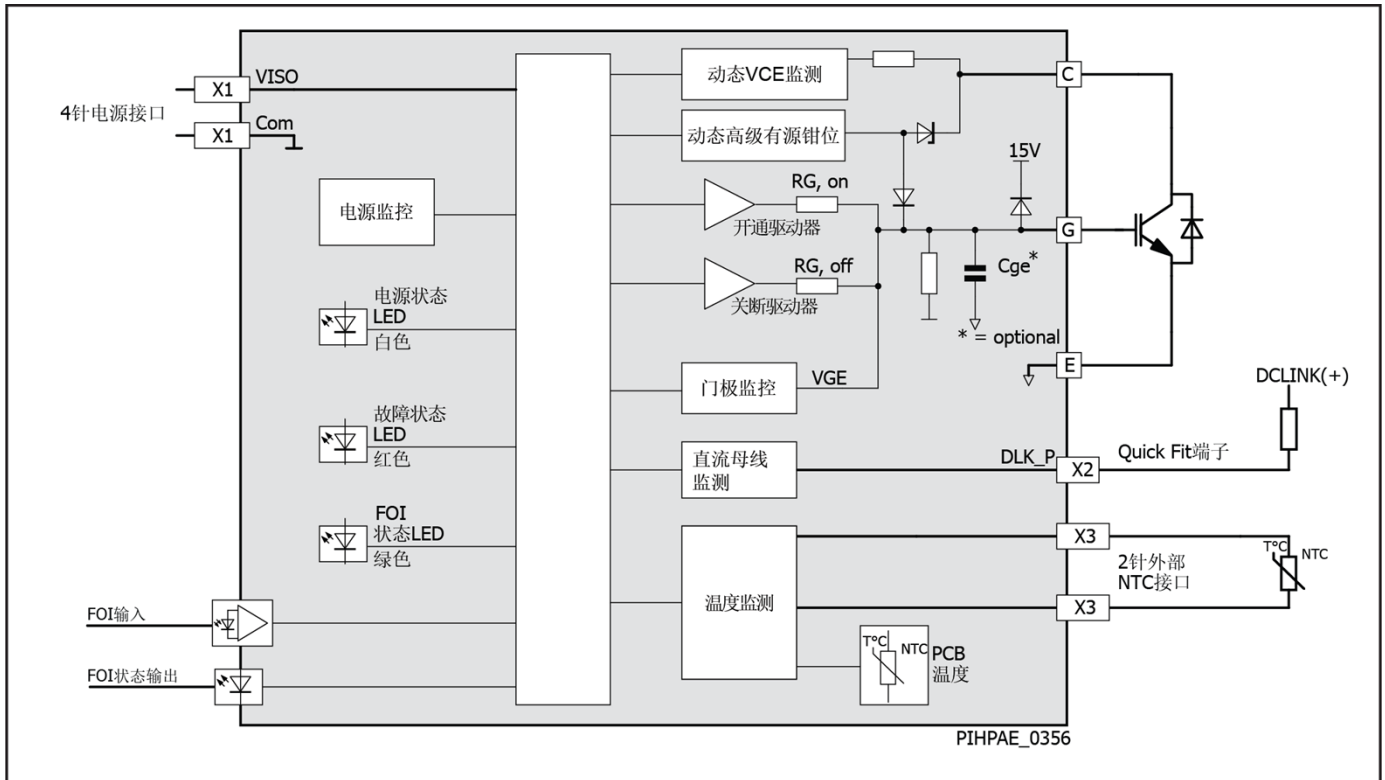 4针电源接口
X1
VISO
X1
Com
电源监控
电源状态
LED
白色
故障状态
LED
红色
FOI
状态LED
绿色
FOI输入
FOI状态输出
动态VCE监测
动态高级有源钳位
RG, on
开通驱动器
RG, off
关断驱动器
门极监控
VGE
直流母线
监测
温度监测
T°C
NTC
PCB
温度
15V
Cge*
* = optional
C
G
E
DLK_P
X2
Quick Fit端子
DCLINK(+)
X3
X3
2针外部
NTC接口
T°C
NTC
PIHPAE_0356